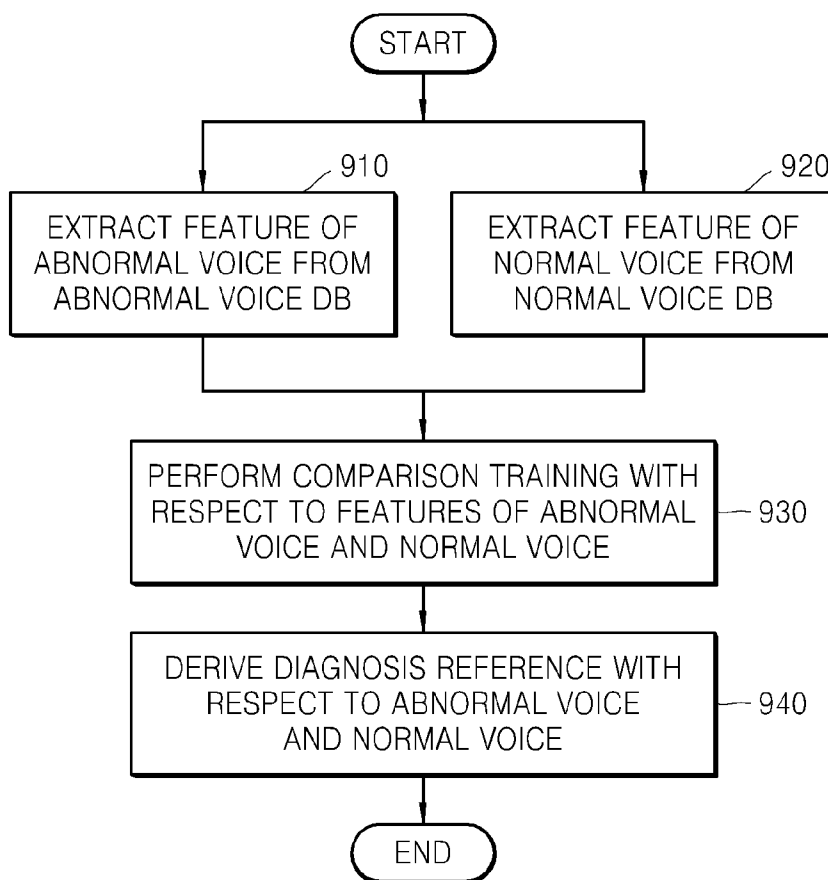 START
910
EXTRACT FEATURE OF
ABNORMAL VOICE FROM
ABNORMAL VOICE DB
920
EXTRACT FEATURE OF
NORMAL VOICE FROM
NORMAL VOICE DB
PERFORM COMPARISON TRAINING WITH
RESPECT TO FEATURES OF ABNORMAL
VOICE AND NORMAL VOICE
930
DERIVE DIAGNOSIS REFERENCE WITH
RESPECT TO ABNORMAL VOICE
AND NORMAL VOICE
940
END